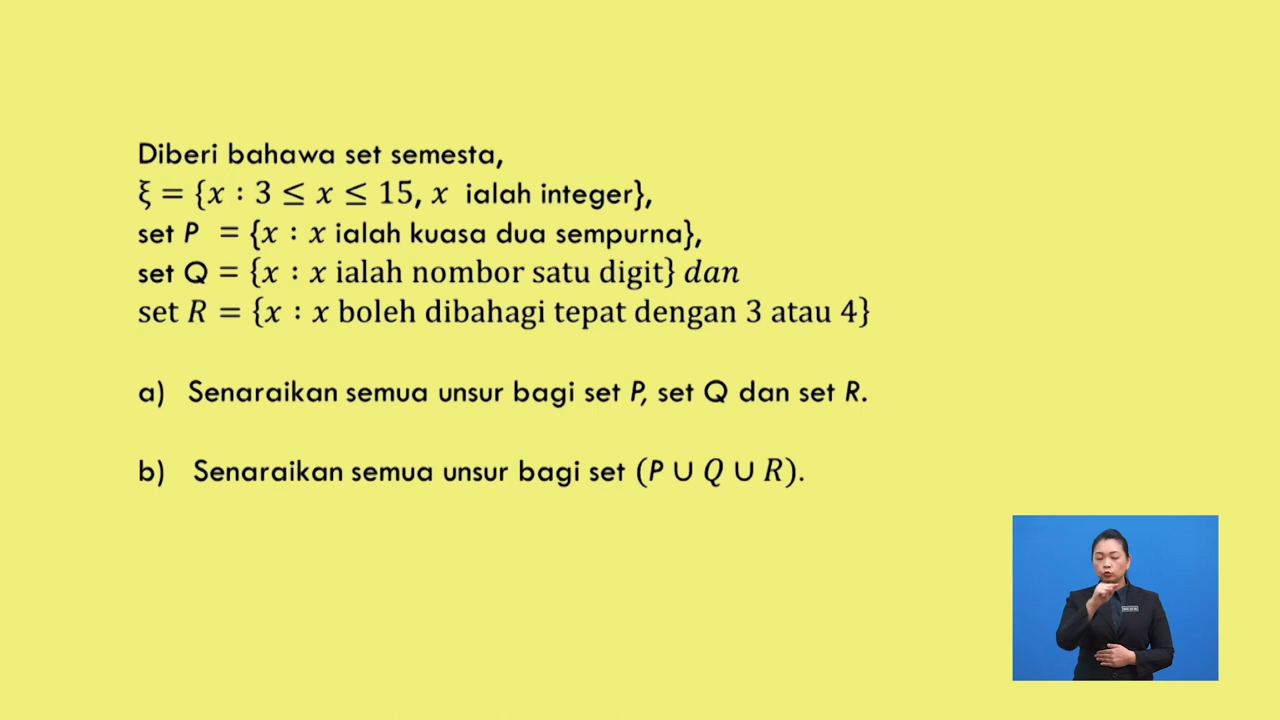 Diberi bahawa set semesta,
ξ = {x : 3 ≤ x ≤ 15, x ialah integer},
set P = {x : x ialah kuasa dua sempurna},
set Q = {x : x ialah nombor satu digit} dan
set R = {x : x boleh dibahagi tepat dengan 3 atau 4}
a) Senaraikan semua unsur bagi set P, set Q dan set R.
b) Senaraikan semua unsur bagi set (P ∪ Q ∪ R).